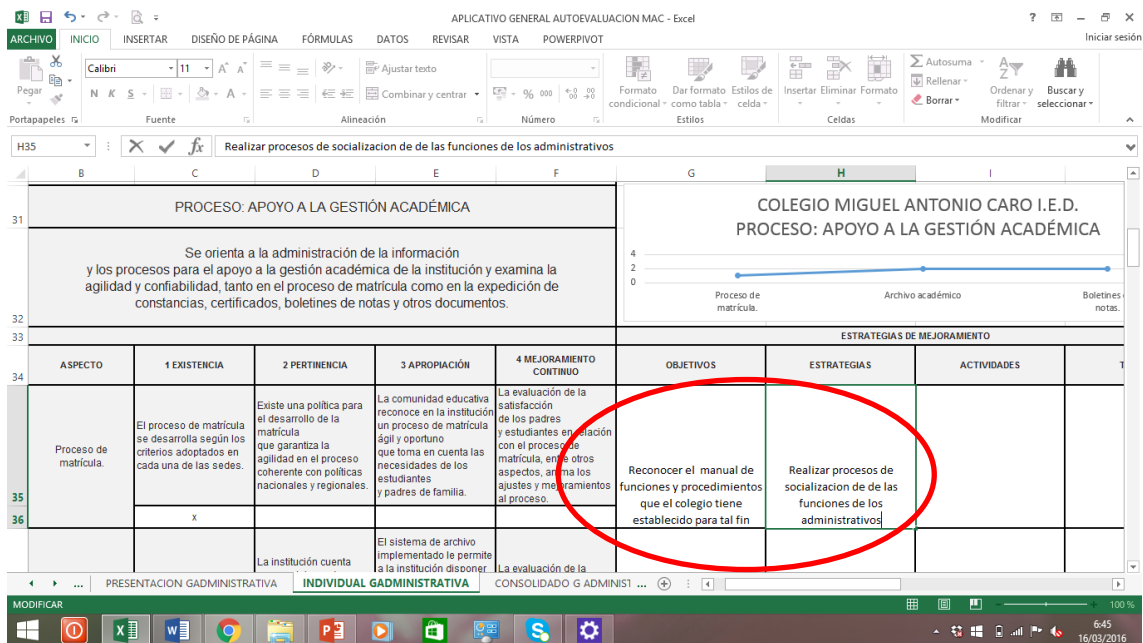 APLICATIVO GENERAL AUTOEVALUACION MAC - Excel
Iniciar sesión
ARCHIVO INICIO INSERTAR DISEÑO DE PÁGINA FÓRMULAS DATOS REVISAR VISTA POWERPIVOT
Pegar
Calibri 11
N K S
Ajustar texto
Combinar y centrar
% 000
Formato condicional
Dar formato como tabla
Estilos de celda
Insertar Eliminar Formato
Autosuma
Rellenar
Borrar
Ordenar y filtrar
Buscar y seleccionar
Portapapeles Fuente Alineación Número Estilos Celdas Modificar
H35 fx Realizar procesos de socializacion de de las funciones de los administrativos
B C D E F G H I
31
PROCESO: APOYO A LA GESTIÓN ACADÉMICA
COLEGIO MIGUEL ANTONIO CARO I.E.D.
PROCESO: APOYO A LA GESTIÓN ACADÉMICA
32
Se orienta a la administración de la información
y los procesos para el apoyo a la gestión académica de la institución y examina la
agilidad y confiabilidad, tanto en el proceso de matrícula como en la expedición de
constancias, certificados, boletines de notas y otros documentos.
4
2
0
Proceso de
matrícula.
Archivo académico
Boletines
notas.
33
ESTRATEGIAS DE MEJORAMIENTO
34
ASPECTO
1 EXISTENCIA
2 PERTINENCIA
3 APROPIACIÓN
4 MEJORAMIENTO
CONTINUO
OBJETIVOS
ESTRATEGIAS
ACTIVIDADES
T
35
Proceso de
matrícula.
El proceso de matrícula
se desarrolla según los
criterios adoptados en
cada una de las sedes.
Existe una política para
el desarrollo de la
matrícula
que garantiza la
agilidad en el proceso
coherente con políticas
nacionales y regionales.
La comunidad educativa
reconoce en la institución
un proceso de matrícula
ágil y oportuno
que toma en cuenta las
necesidades de los
estudiantes
y padres de familia.
La evaluación de la
satisfacción
de los padres
y estudiantes en relación
con el proceso de
matrícula, entre otros
aspectos, anima los
ajustes y mejoramientos
al proceso.
Reconocer el manual de
funciones y procedimientos
que el colegio tiene
establecido para tal fin
Realizar procesos de
socializacion de de las
funciones de los
administrativos
36
x
La institución cuenta
El sistema de archivo
implementado le permite
a la institución disponer
La evaluación de la
... PRESENTACION GADMINISTRATIVA INDIVIDUAL GADMINISTRATIVA CONSOLIDADO G ADMINIST ...
MODIFICAR
100 %
6:45
16/03/2016